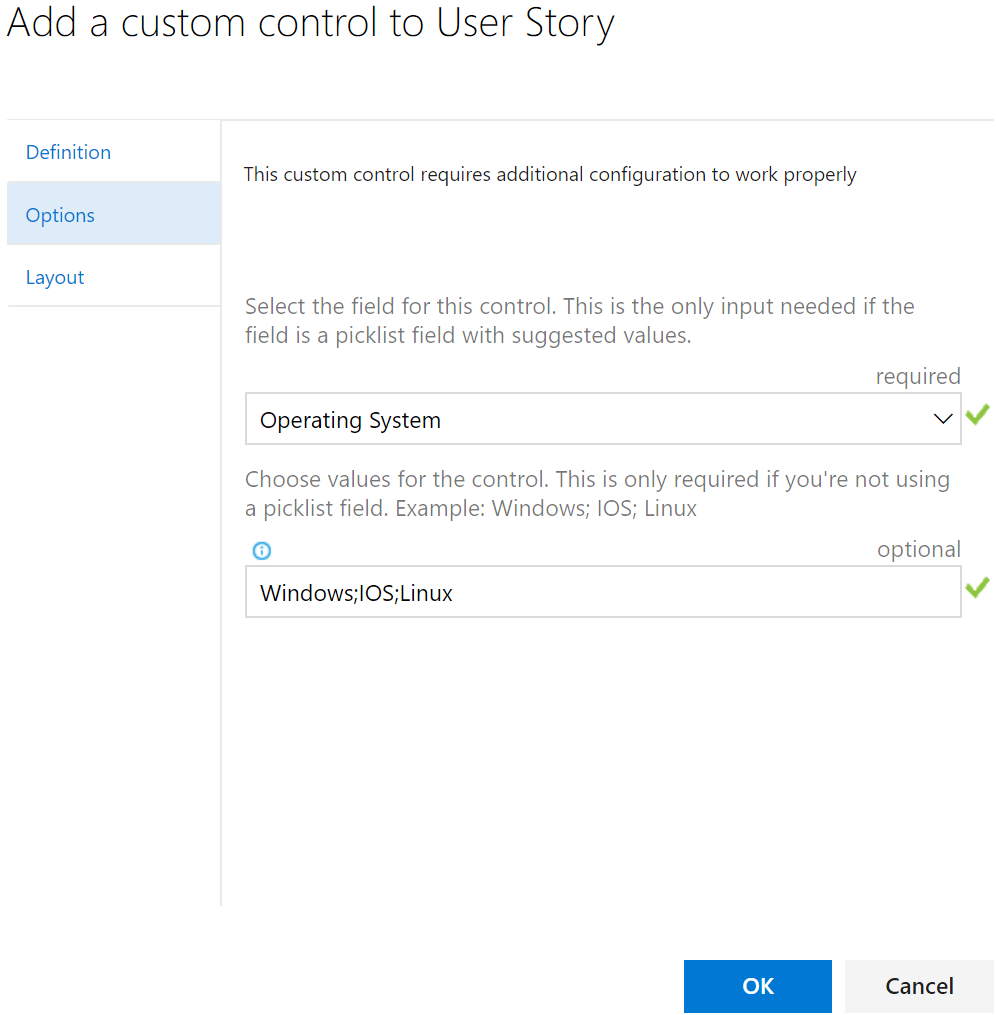 Add a custom control to User Story
Definition
Options
Layout
This custom control requires additional configuration to work properly
Select the field for this control. This is the only input needed if the
field is a picklist field with suggested values.
required
Operating System
Choose values for the control. This is only required if you're not using
a picklist field. Example: Windows; IOS; Linux
optional
Windows;IOS;Linux
OK
Cancel